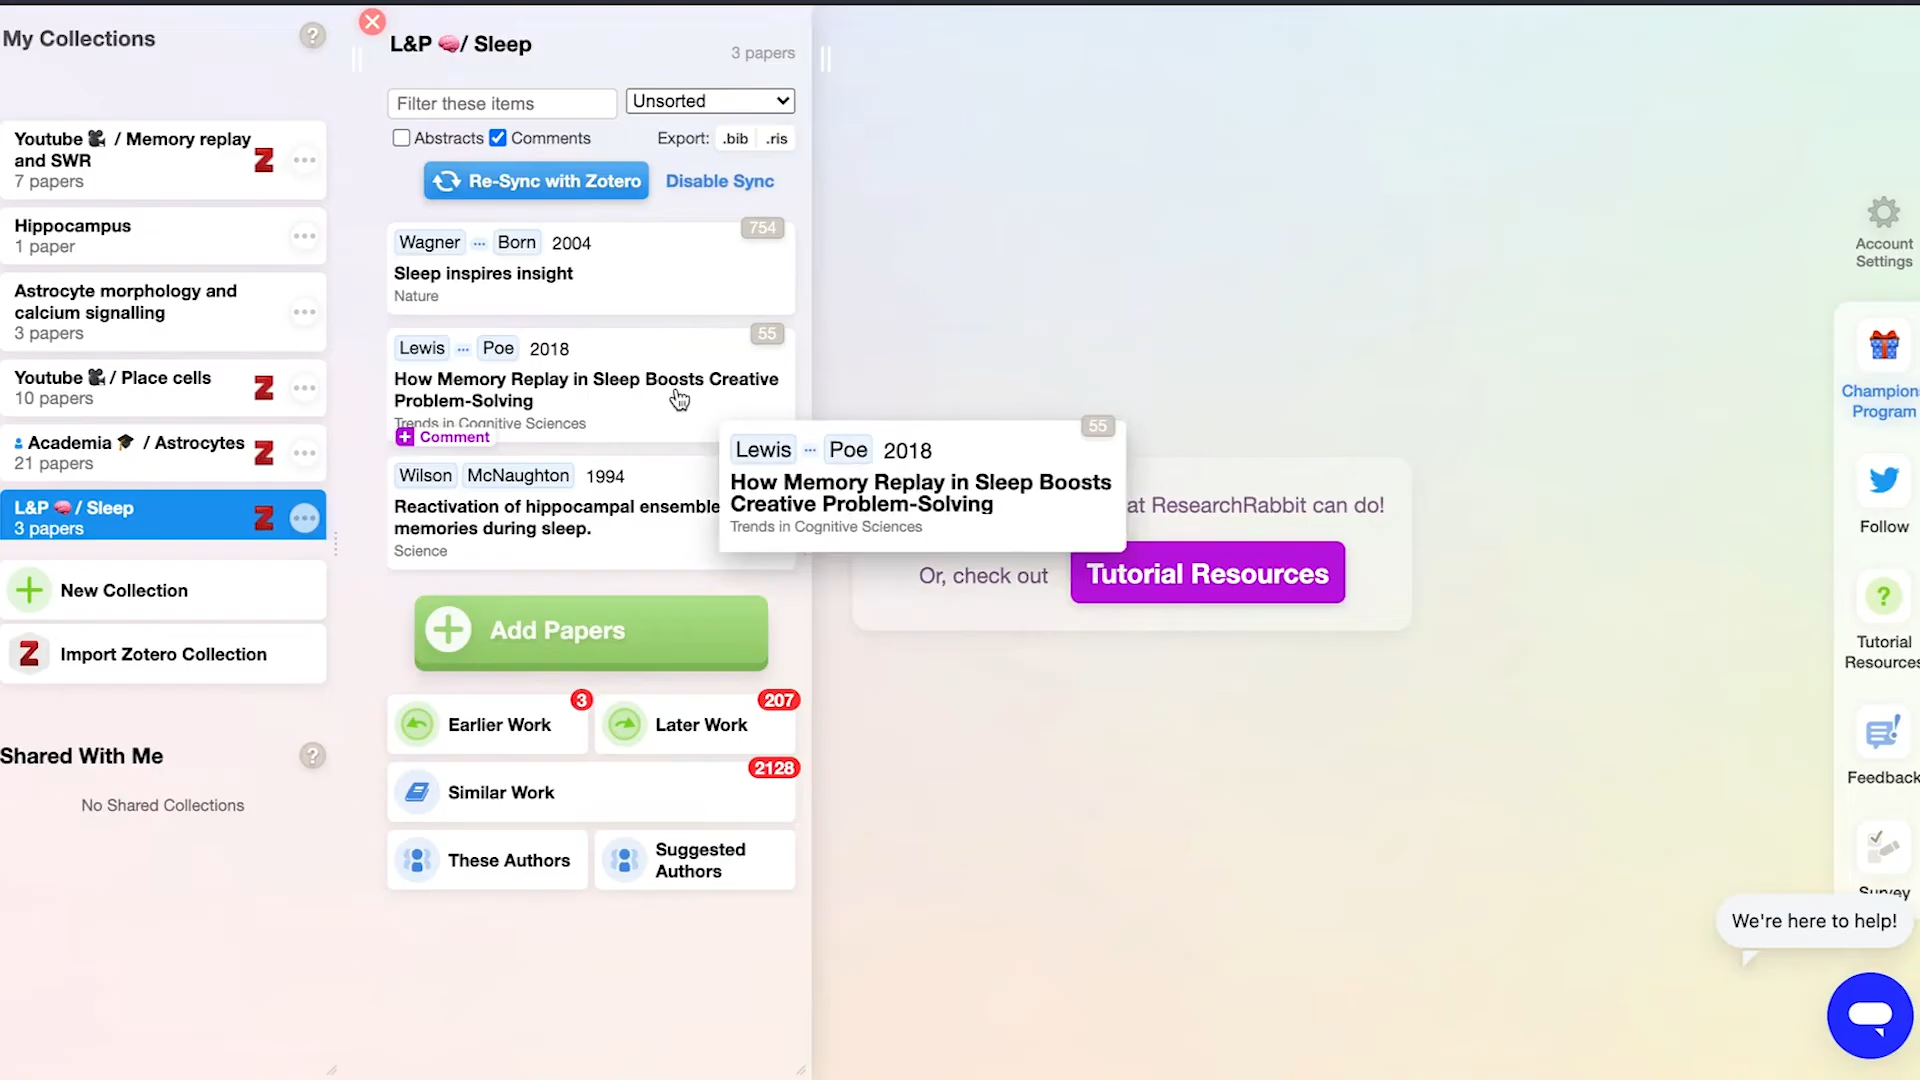 My Collections
?
Youtube / Memory replay
and SWR
7 papers
Z
Hippocampus
1 paper
Astrocyte morphology and
calcium signalling
3 papers
Youtube / Place cells
10 papers
Z
Academia / Astrocytes
21 papers
Z
L&P / Sleep
3 papers
Z
New Collection
Z
Import Zotero Collection
Shared With Me
?
No Shared Collections
L&P / Sleep
3 papers
Filter these items
Unsorted
Abstracts Comments Export: .bib .ris
Re-Sync with Zotero Disable Sync
754
Wagner ... Born 2004
Sleep inspires insight
Nature
55
Lewis ... Poe 2018
How Memory Replay in Sleep Boosts Creative
Problem-Solving
Trends in Cognitive Sciences
Comment
Wilson McNaughton 1994
Reactivation of hippocampal ensemble
memories during sleep.
Science
55
Lewis ... Poe 2018
How Memory Replay in Sleep Boosts
Creative Problem-Solving
Trends in Cognitive Sciences
Add Papers
3
Earlier Work
207
Later Work
2128
Similar Work
These Authors
Suggested
Authors
at ResearchRabbit can do!
Or, check out Tutorial Resources
Account
Settings
Champion
Program
Follow
?
Tutorial
Resources
Feedback
Survey
We're here to help!